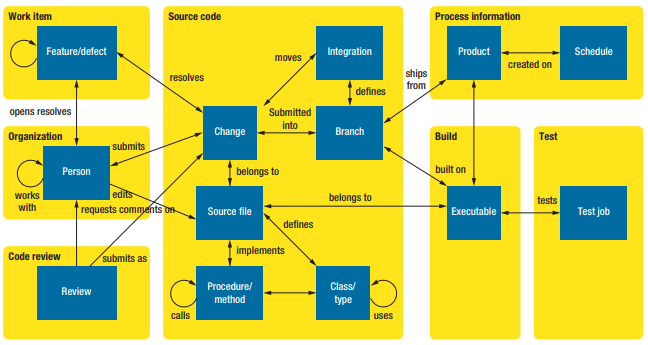 Work item
Source code
Process information
Feature/defect
Integration
Product
Schedule
moves
created on
resolves
ships
from
defines
opens resolves
Submitted
into
Change
Branch
Organization
Build
Test
submits
Person
belongs to
built on
works
with
edits
requests comments on
belongs to
Source file
Executable
tests
Test job
defines
Code review
submits as
implements
Review
Procedure/
method
Class/
type
calls
uses